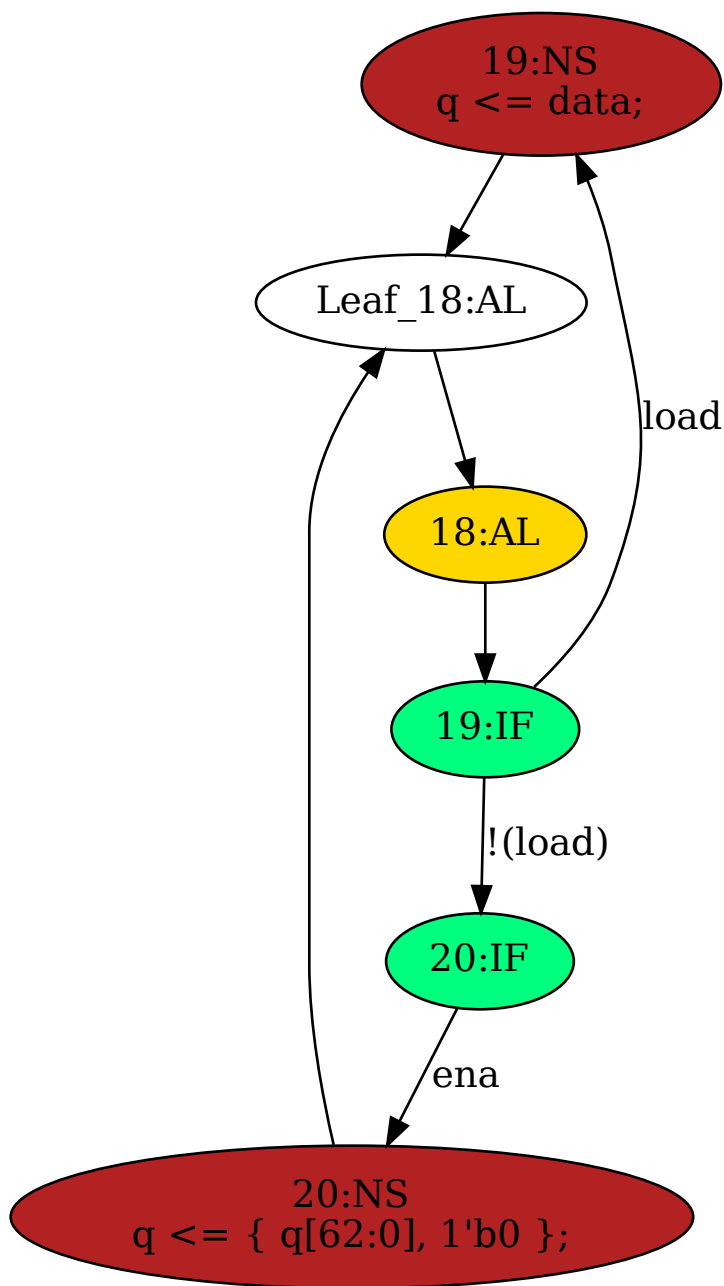 19:NS
q <= data;
Leaf_18:AL
load
18:AL
19:IF
!(load)
20:IF
ena
20:NS
q <= { q[62:0], 1'b0 };